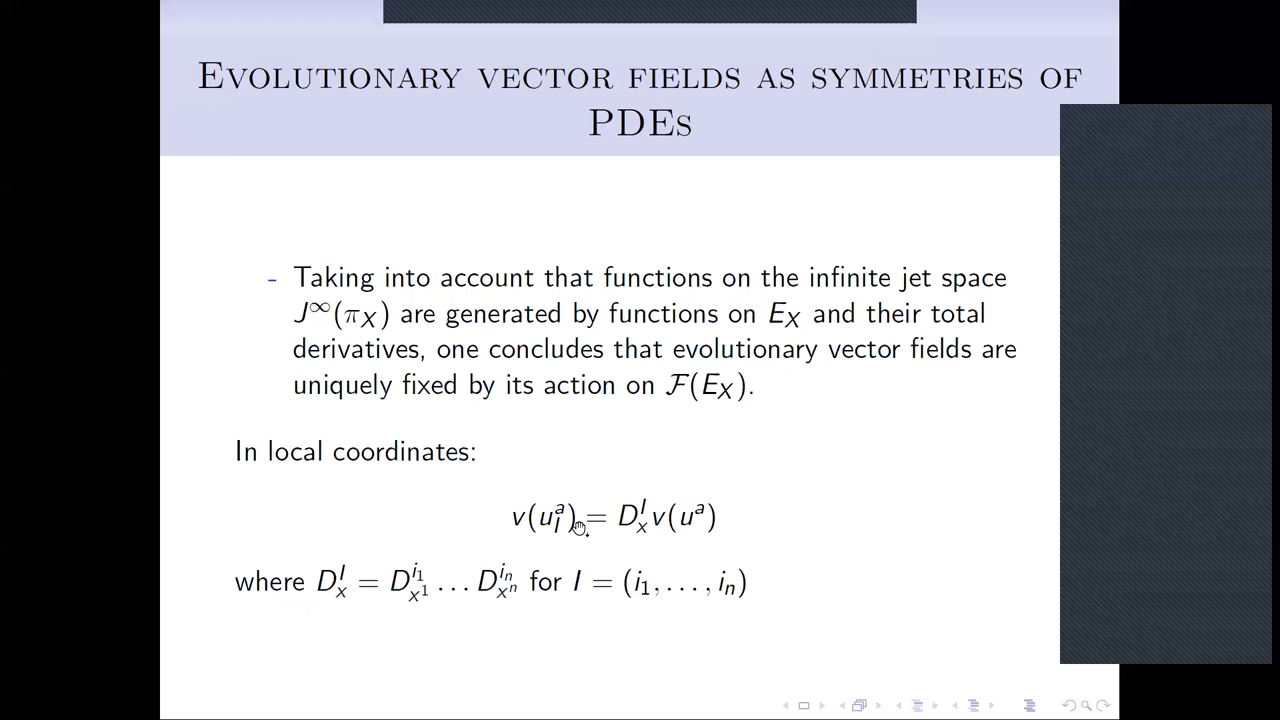 Evolutionary vector fields as symmetries of
PDEs
- Taking into account that functions on the infinite jet space
J^∞(π_X) are generated by functions on E_X and their total
derivatives, one concludes that evolutionary vector fields are
uniquely fixed by its action on ℱ(E_X).
In local coordinates:
v(u^a_I) = D^I_x v(u^a)
where D^I_x = D^{i_1}_{x^1} … D^{i_n}_{x^n} for I = (i_1, …, i_n)